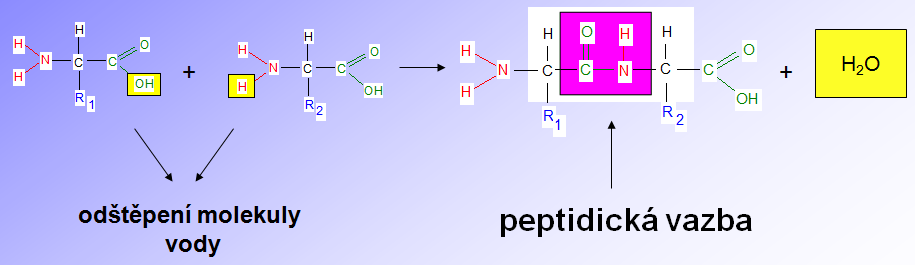 H H H O H H
H O H O H O
N C C + N C C N C C N C C + H₂O
H OH H OH H OH
R₁ R₂ R₁ R₂
odštěpení molekuly
vody
peptidická vazba